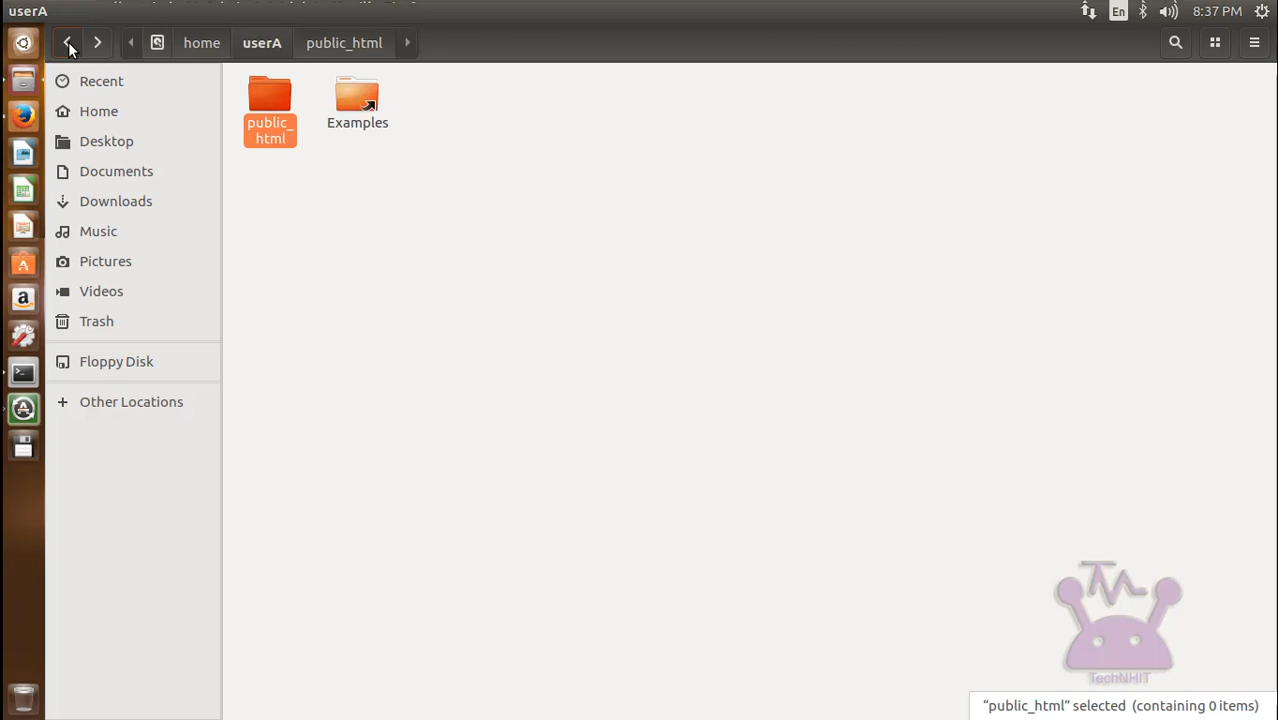 userA
En
8:37 PM
home
userA
public_html
Recent
Home
Desktop
Documents
Downloads
Music
Pictures
Videos
Trash
Floppy Disk
Other Locations
public_
html
Examples
TechNHIT
“public_html” selected (containing 0 items)